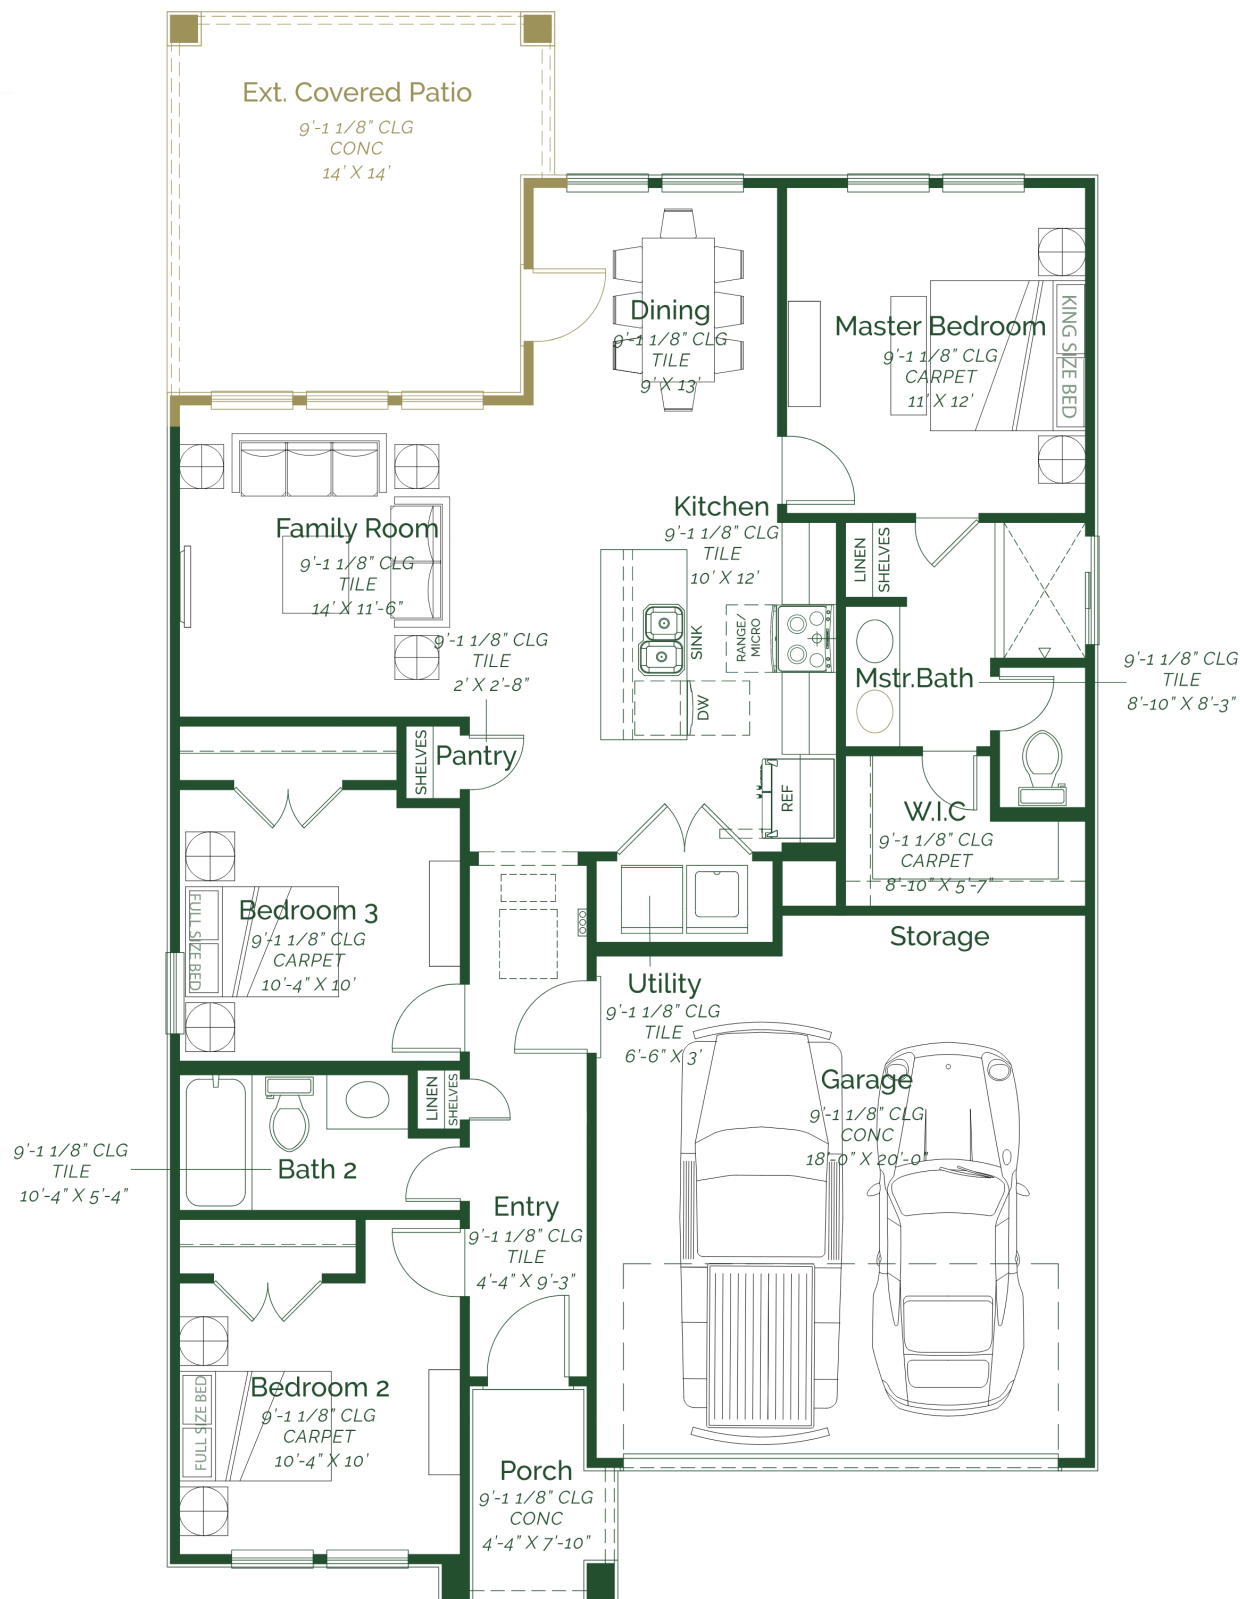 Ext. Covered Patio
9'-1 1/8" CLG
CONC
14' X 14'
Dining
9'-1 1/8" CLG
TILE
9' X 13'
Master Bedroom
9'-1 1/8" CLG
CARPET
11' X 12'
KING SIZE BED
Family Room
9'-1 1/8" CLG
TILE
14' X 11'-6"
Kitchen
9'-1 1/8" CLG
TILE
10' X 12'
LINEN
SHELVES
RANGE/
MICRO
SINK
DW
REF
9'-1 1/8" CLG
TILE
2' X 2'-8"
Pantry
SHELVES
Mstr.Bath
9'-1 1/8" CLG
TILE
8'-10" X 8'-3"
W.I.C
9'-1 1/8" CLG
CARPET
8'-10" X 5'-7"
Bedroom 3
9'-1 1/8" CLG
CARPET
10'-4" X 10'
FULL SIZE BED
Storage
Utility
9'-1 1/8" CLG
TILE
6'-6" X 3'
Garage
9'-1 1/8" CLG
CONC
18'-0" X 20'-0"
LINEN
SHELVES
9'-1 1/8" CLG
TILE
10'-4" X 5'-4"
Bath 2
Entry
9'-1 1/8" CLG
TILE
4'-4" X 9'-3"
Bedroom 2
9'-1 1/8" CLG
CARPET
10'-4" X 10'
FULL SIZE BED
Porch
9'-1 1/8" CLG
CONC
4'-4" X 7'-10"